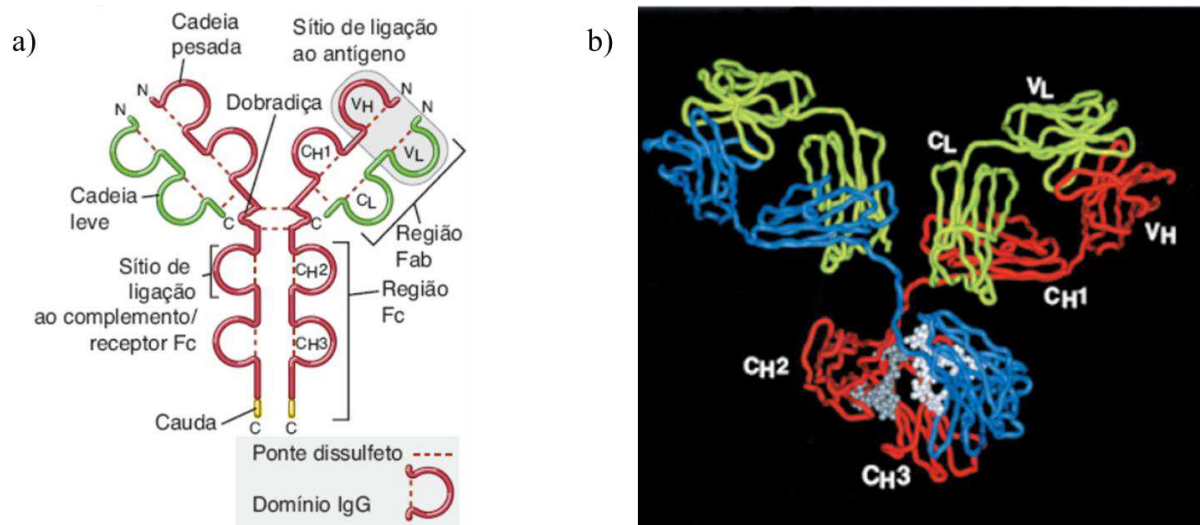 a)
Cadeia
pesada
Sítio de ligação
ao antígeno
N
N
Dobradiça
N
N
VH
VL
CH1
CL
Cadeia
leve
C
C
Região
Fab
Sítio de
ligação
ao complemento/
receptor Fc
CH2
Região
Fc
CH3
Cauda
C
C
Ponte dissulfeto
Domínio IgG
b)
VL
CL
VH
CH1
CH2
CH3